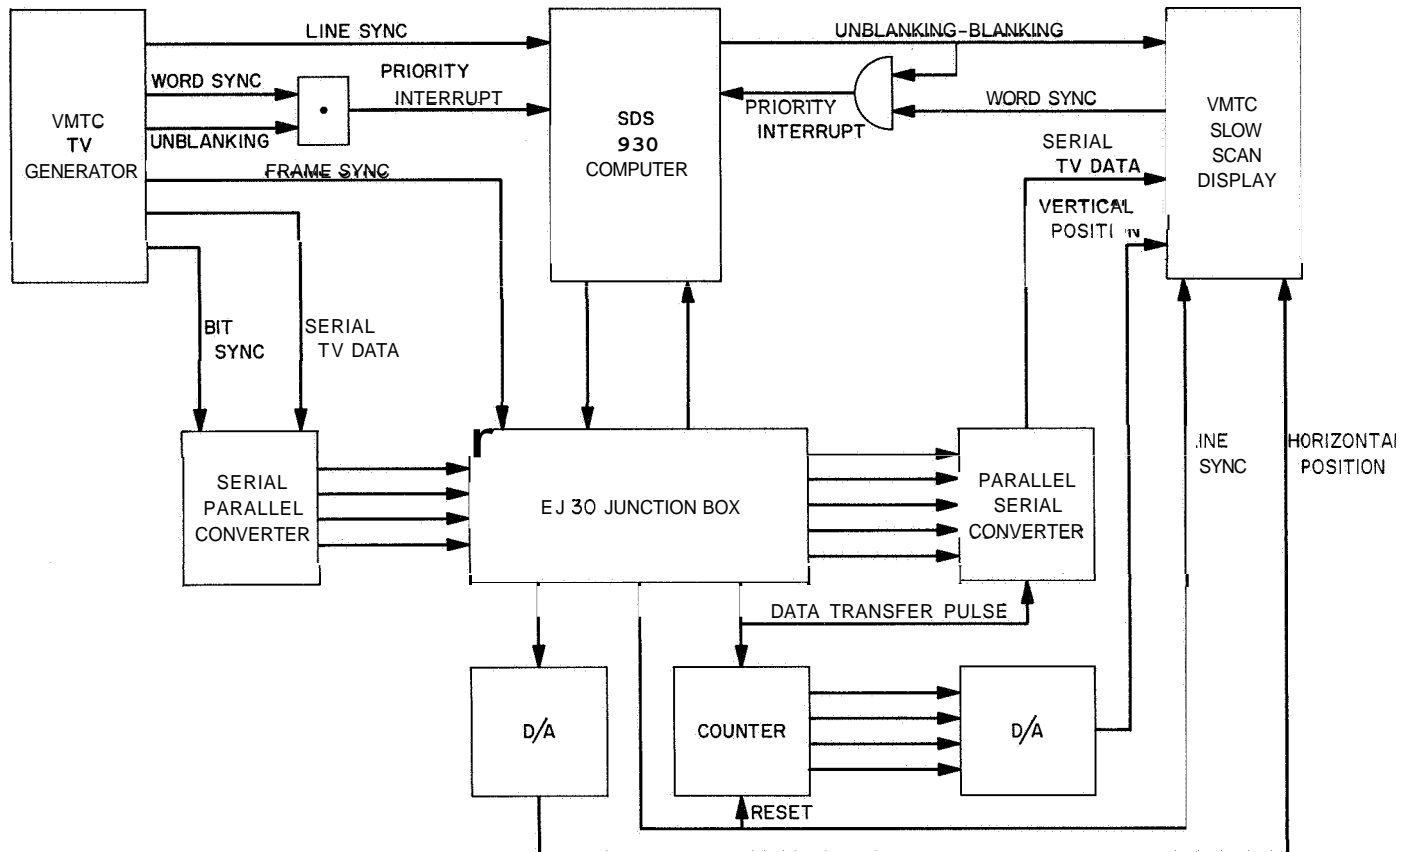 LINE SYNC
UNBLANKING-BLANKING
WORD SYNC
PRIORITY
INTERRUPT
UNBLANKING
VMTC
TV
GENERATOR
FRAME SYNC
SDS
930
COMPUTER
PRIORITY
INTERRUPT
WORD SYNC
VMTC
SLOW
SCAN
DISPLAY
SERIAL
TV DATA
VERTICAL
BIT
SYNC
SERIAL
TV DATA
SERIAL
PARALLEL
CONVERTER
EJ 30 JUNCTION BOX
PARALLEL
SERIAL
CONVERTER
SYNC
POSITION
DATA TRANSFER PULSE
D/A
COUNTER
D/A
RESET